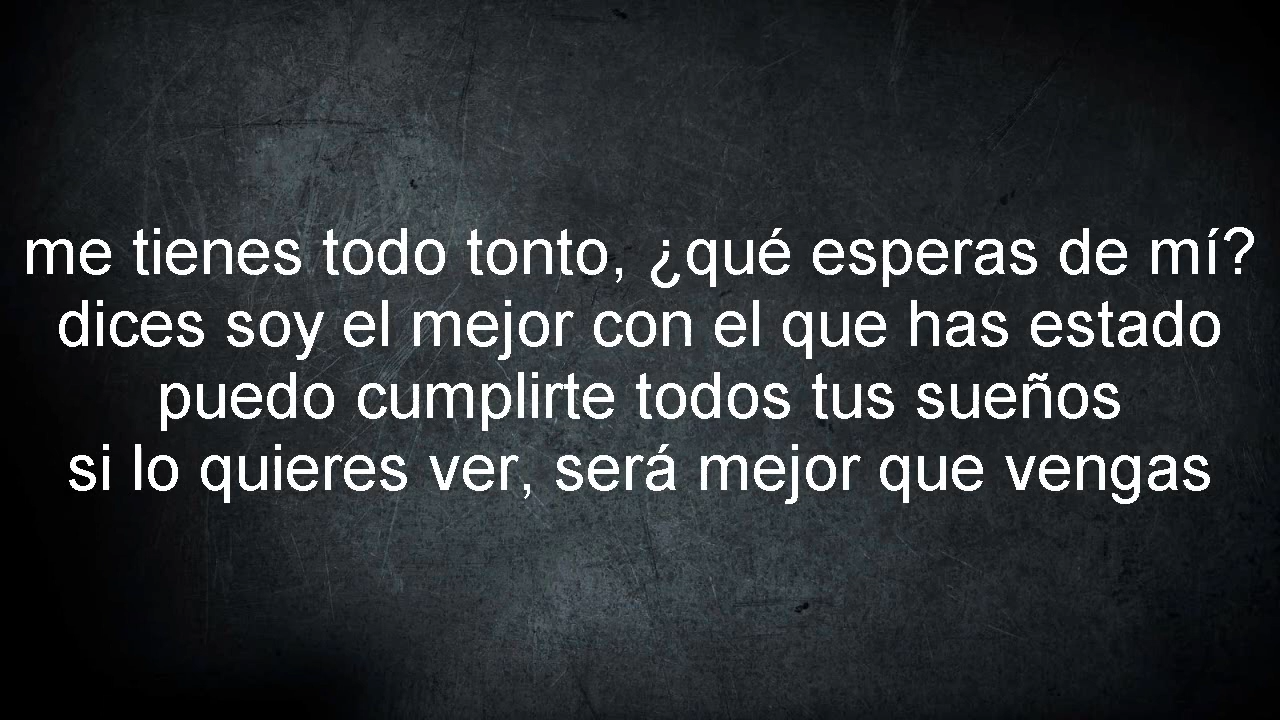 me tienes todo tonto, ¿qué esperas de mí?
dices soy el mejor con el que has estado
puedo cumplirte todos tus sueños
si lo quieres ver, será mejor que vengas